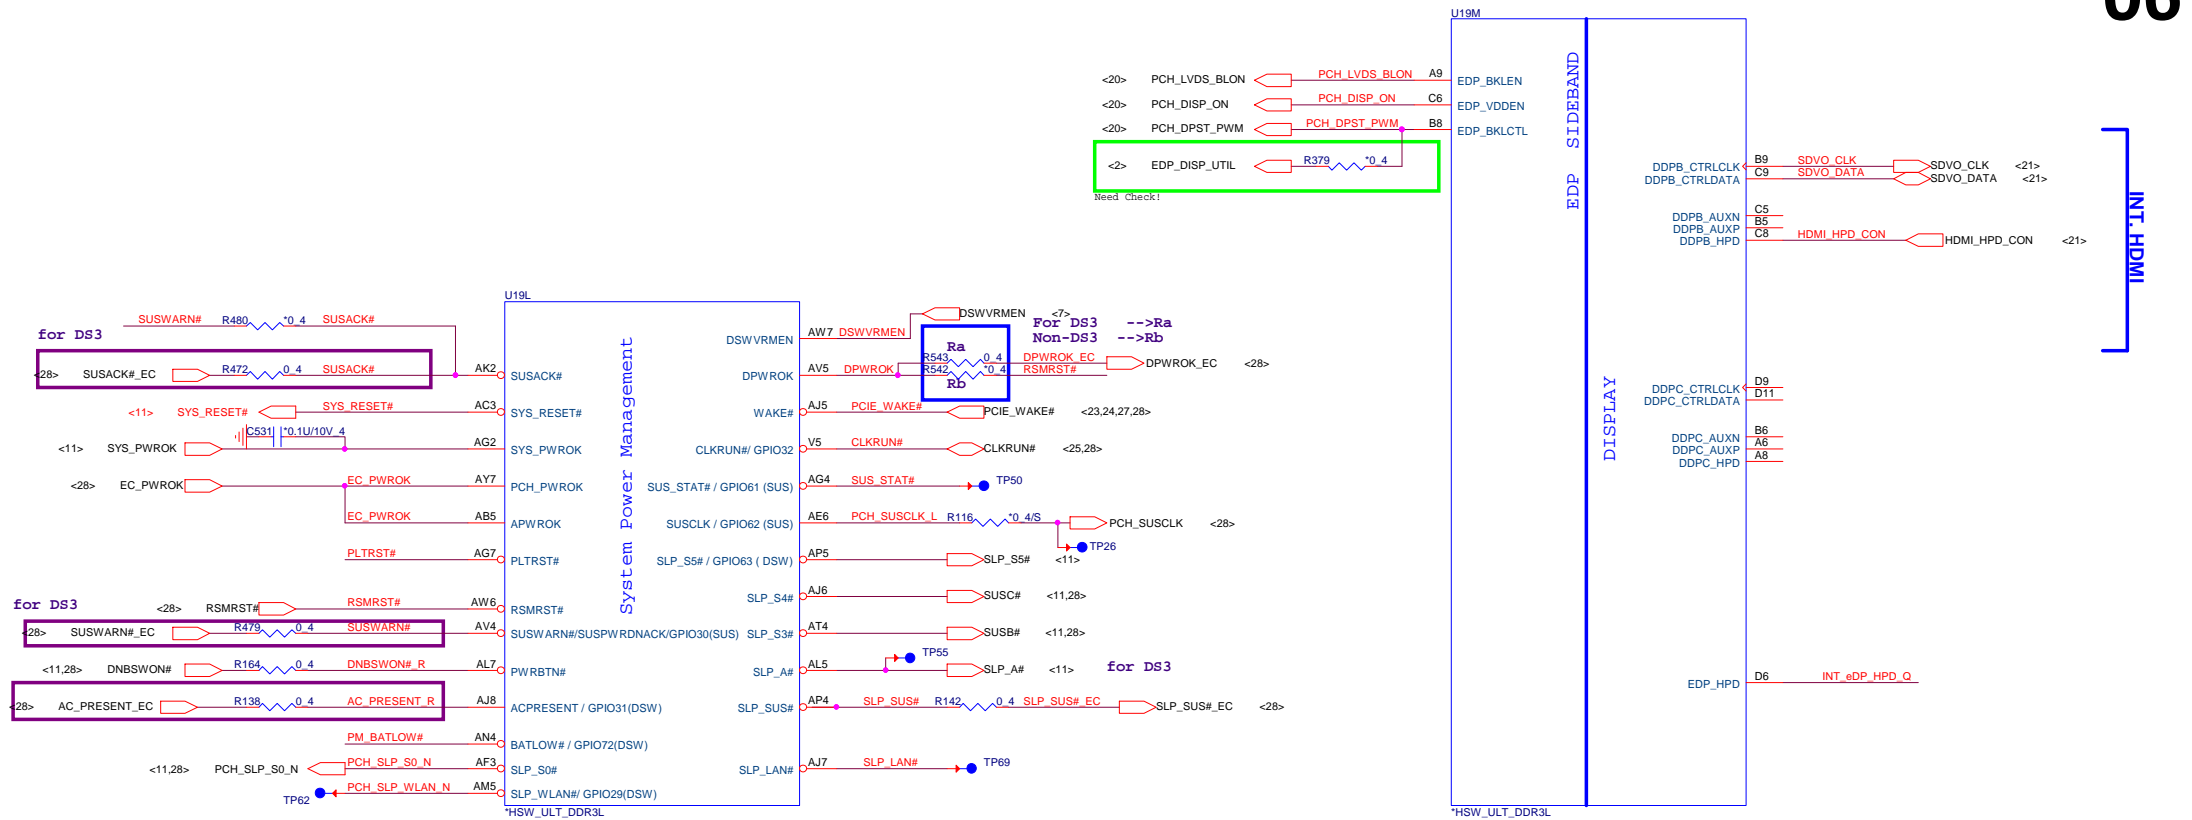 06
U19M
<20> PCH_LVDS_BLON PCH_LVDS_BLON A9 EDP_BKLEN
<20> PCH_DISP_ON PCH_DISP_ON C6 EDP_VDDEN
<20> PCH_DPST_PWM PCH_DPST_PWM B8 EDP_BKLCTL
<2> EDP_DISP_UTIL R379 *0_4
Need Check!
EDP SIDEBAND
DISPLAY
DDPB_CTRLCLK B9 SDVO_CLK SDVO_CLK <21>
DDPB_CTRLDATA C9 SDVO_DATA SDVO_DATA <21>
DDPB_AUXN C5
DDPB_AUXP B5
DDPB_HPD C8 HDMI_HPD_CON HDMI_HPD_CON <21>
INT. HDMI
DDPC_CTRLCLK D9
DDPC_CTRLDATA D11
DDPC_AUXN B6
DDPC_AUXP A6
DDPC_HPD A8
EDP_HPD D6 INT_eDP_HPD_Q
*HSW_ULT_DDR3L
U19L
System Power Management
SUSWARN# R480 *0_4 SUSACK#
for DS3
<28> SUSACK#_EC R472 0_4 SUSACK# AK2 SUSACK#
<11> SYS_RESET# SYS_RESET# AC3 SYS_RESET#
C531 *0.1U/10V_4
<11> SYS_PWROK AG2 SYS_PWROK
<28> EC_PWROK EC_PWROK AY7 PCH_PWROK
EC_PWROK AB5 APWROK
PLTRST# AG7 PLTRST#
for DS3
<28> RSMRST# RSMRST# AW6 RSMRST#
<28> SUSWARN#_EC R479 0_4 SUSWARN# AV4 SUSWARN#/SUSPWRDNACK/GPIO30(SUS)
<11,28> DNBSWON# R164 0_4 DNBSWON#_R AL7 PWRBTN#
<28> AC_PRESENT_EC R138 0_4 AC_PRESENT_R AJ8 ACPRESENT / GPIO31(DSW)
PM_BATLOW# AN4 BATLOW# / GPIO72(DSW)
<11,28> PCH_SLP_S0_N PCH_SLP_S0_N AF3 SLP_S0#
TP62 PCH_SLP_WLAN_N AM5 SLP_WLAN#/ GPIO29(DSW)
*HSW_ULT_DDR3L
DSWVRMEN AW7 DSWVRMEN DSWVRMEN <7>
For DS3 -->Ra
Non-DS3 -->Rb
Ra
R543 0_4 DPWROK_EC DPWROK_EC <28>
DPWROK AV5 DPWROK R542 *0_4 RSMRST#
Rb
WAKE# AJ5 PCIE_WAKE# PCIE_WAKE# <23,24,27,28>
CLKRUN#/ GPIO32 V5 CLKRUN# CLKRUN# <25,28>
SUS_STAT# / GPIO61 (SUS) AG4 SUS_STAT# TP50
SUSCLK / GPIO62 (SUS) AE6 PCH_SUSCLK_L R116 *0_4/S PCH_SUSCLK <28>
TP26
SLP_S5# / GPIO63 ( DSW) AP5 SLP_S5# <11>
SLP_S4# AJ6 SUSC# <11,28>
SLP_S3# AT4 SUSB# <11,28>
TP55
SLP_A# AL5 SLP_A# <11>
for DS3
SLP_SUS# AP4 SLP_SUS# R142 0_4 SLP_SUS#_EC SLP_SUS#_EC <28>
SLP_LAN# AJ7 SLP_LAN# TP69